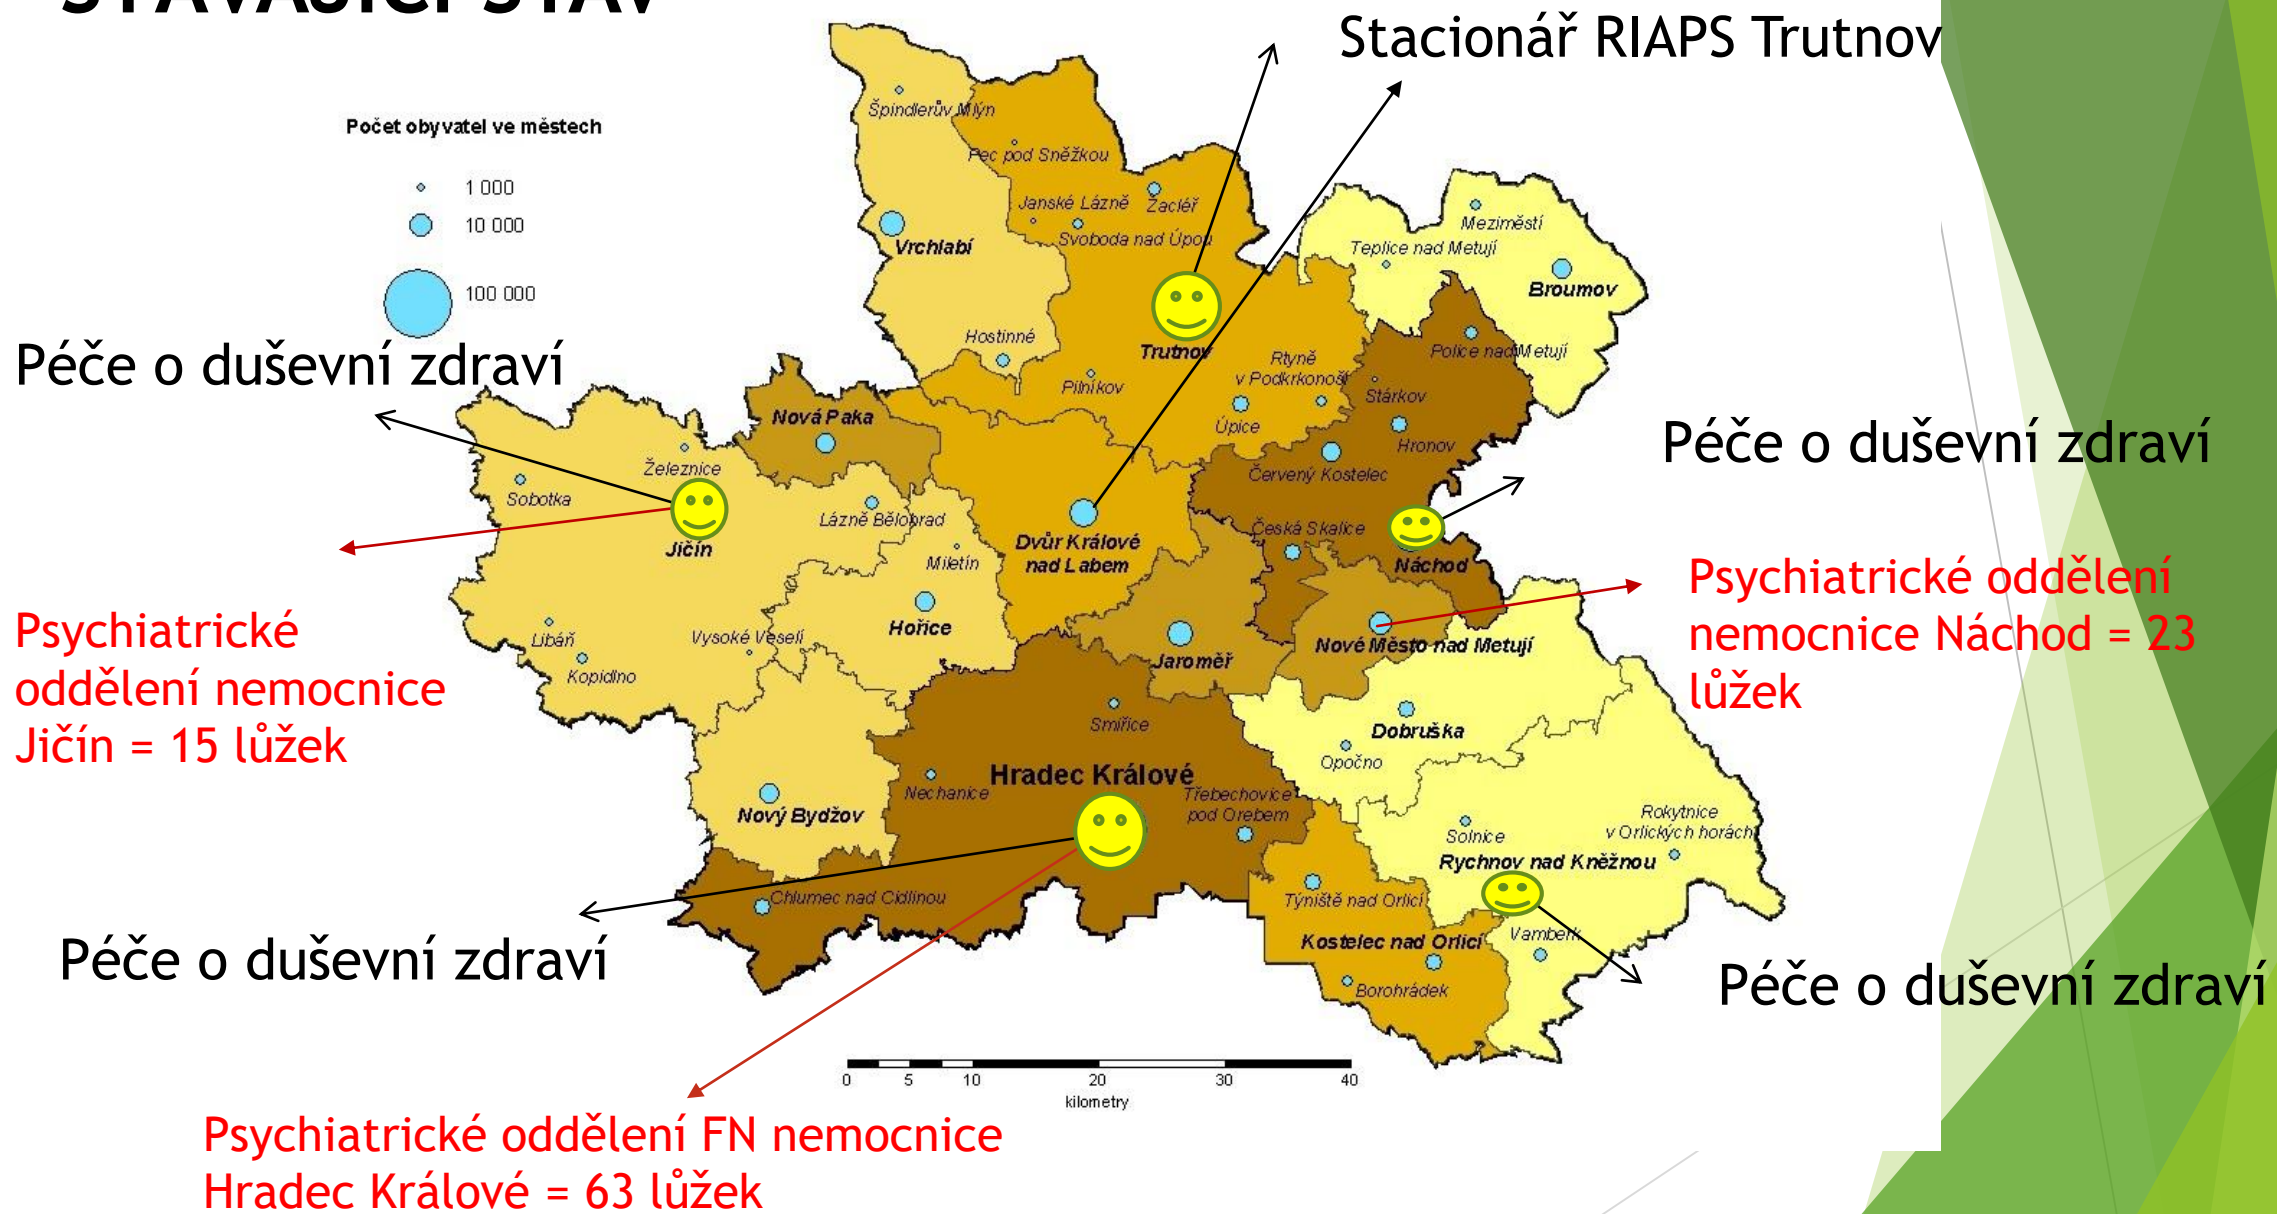 STÁVAJÍCÍ STAV
Stacionář RIAPS Trutnov
Počet obyvatel ve městech
1 000
10 000
100 000
Špindlerův Mlýn
Pec pod Sněžkou
Janské Lázně
Žacléř
Svoboda nad Úpou
Vrchlabí
Meziměstí
Teplice nad Metují
Broumov
Hostinné
Trutnov
Pilníkov
Rtyně
v Podkrkonoší
Police nad Metují
Stárkov
Úpice
Hronov
Červený Kostelec
Péče o duševní zdraví
Nová Paka
Železnice
Sobotka
Lázně Bělohrad
Jičín
Miletín
Dvůr Králové
nad Labem
Česká Skalice
Náchod
Péče o duševní zdraví
Psychiatrické oddělení
nemocnice Náchod = 23
lůžek
Psychiatrické
oddělení nemocnice
Jičín = 15 lůžek
Libáň
Kopidlno
Vysoké Veselí
Hořice
Jaroměř
Nové Město nad Metují
Smiřice
Dobruška
Opočno
Hradec Králové
Nechanice
Třebechovice
pod Orebem
Nový Bydžov
Solnice
Rokytnice
v Orlických horách
Rychnov nad Kněžnou
Chlumec nad Cidlinou
Týniště nad Orlicí
Kostelec nad Orlicí
Vamberk
Borohrádek
Péče o duševní zdraví
Péče o duševní zdraví
0 5 10 20 30 40
kilometry
Psychiatrické oddělení FN nemocnice
Hradec Králové = 63 lůžek